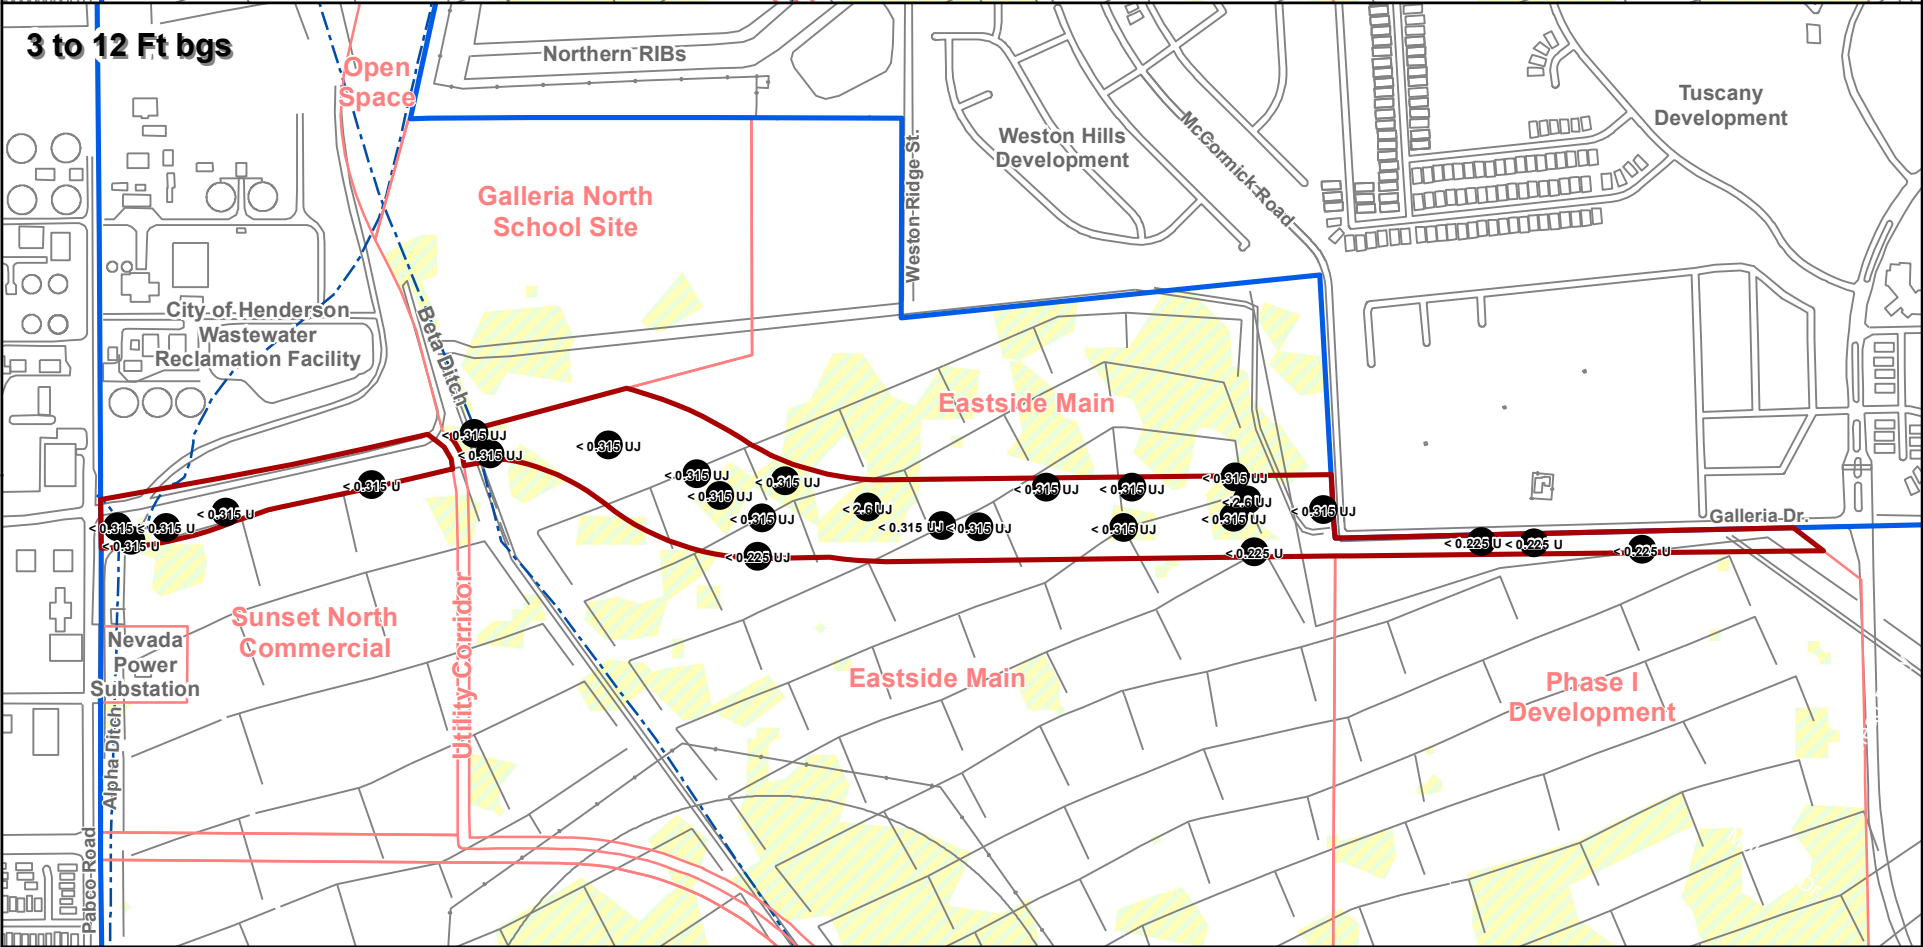 3 to 12 Ft bgs
Northern RIBs
Open
Space
Tuscany
Development
Weston Hills
Development
McCormick Road
Weston-Ridge-St.
Galleria North
School Site
City of Henderson
Wastewater
Reclamation Facility
Beta Ditch
Eastside Main
< 0.315 UJ
< 0.315 UJ
< 0.315 UJ
< 0.315 UJ
< 0.315 UJ
< 0.315 UJ
< 0.315 UJ
< 0.315 UJ
< 0.315 UJ
< 0.315 U
< 0.315 UJ
< 2.6 UJ
< 2.6 UJ
< 0.315 UJ
< 0.315 U
< 0.315 UJ
< 0.315 UJ
Galleria Dr.
< 0.315 U
< 0.315 U
< 0.315 UJ
< 0.315 UJ
< 0.315 UJ
< 0.315 U
< 0.225 U
< 0.225 U
< 0.225 UJ
< 0.225 U
< 0.225 U
Sunset North
Commercial
Utility Corridor
Nevada
Power
Substation
Eastside Main
Phase I
Development
Alpha-Ditch
Pabco-Road